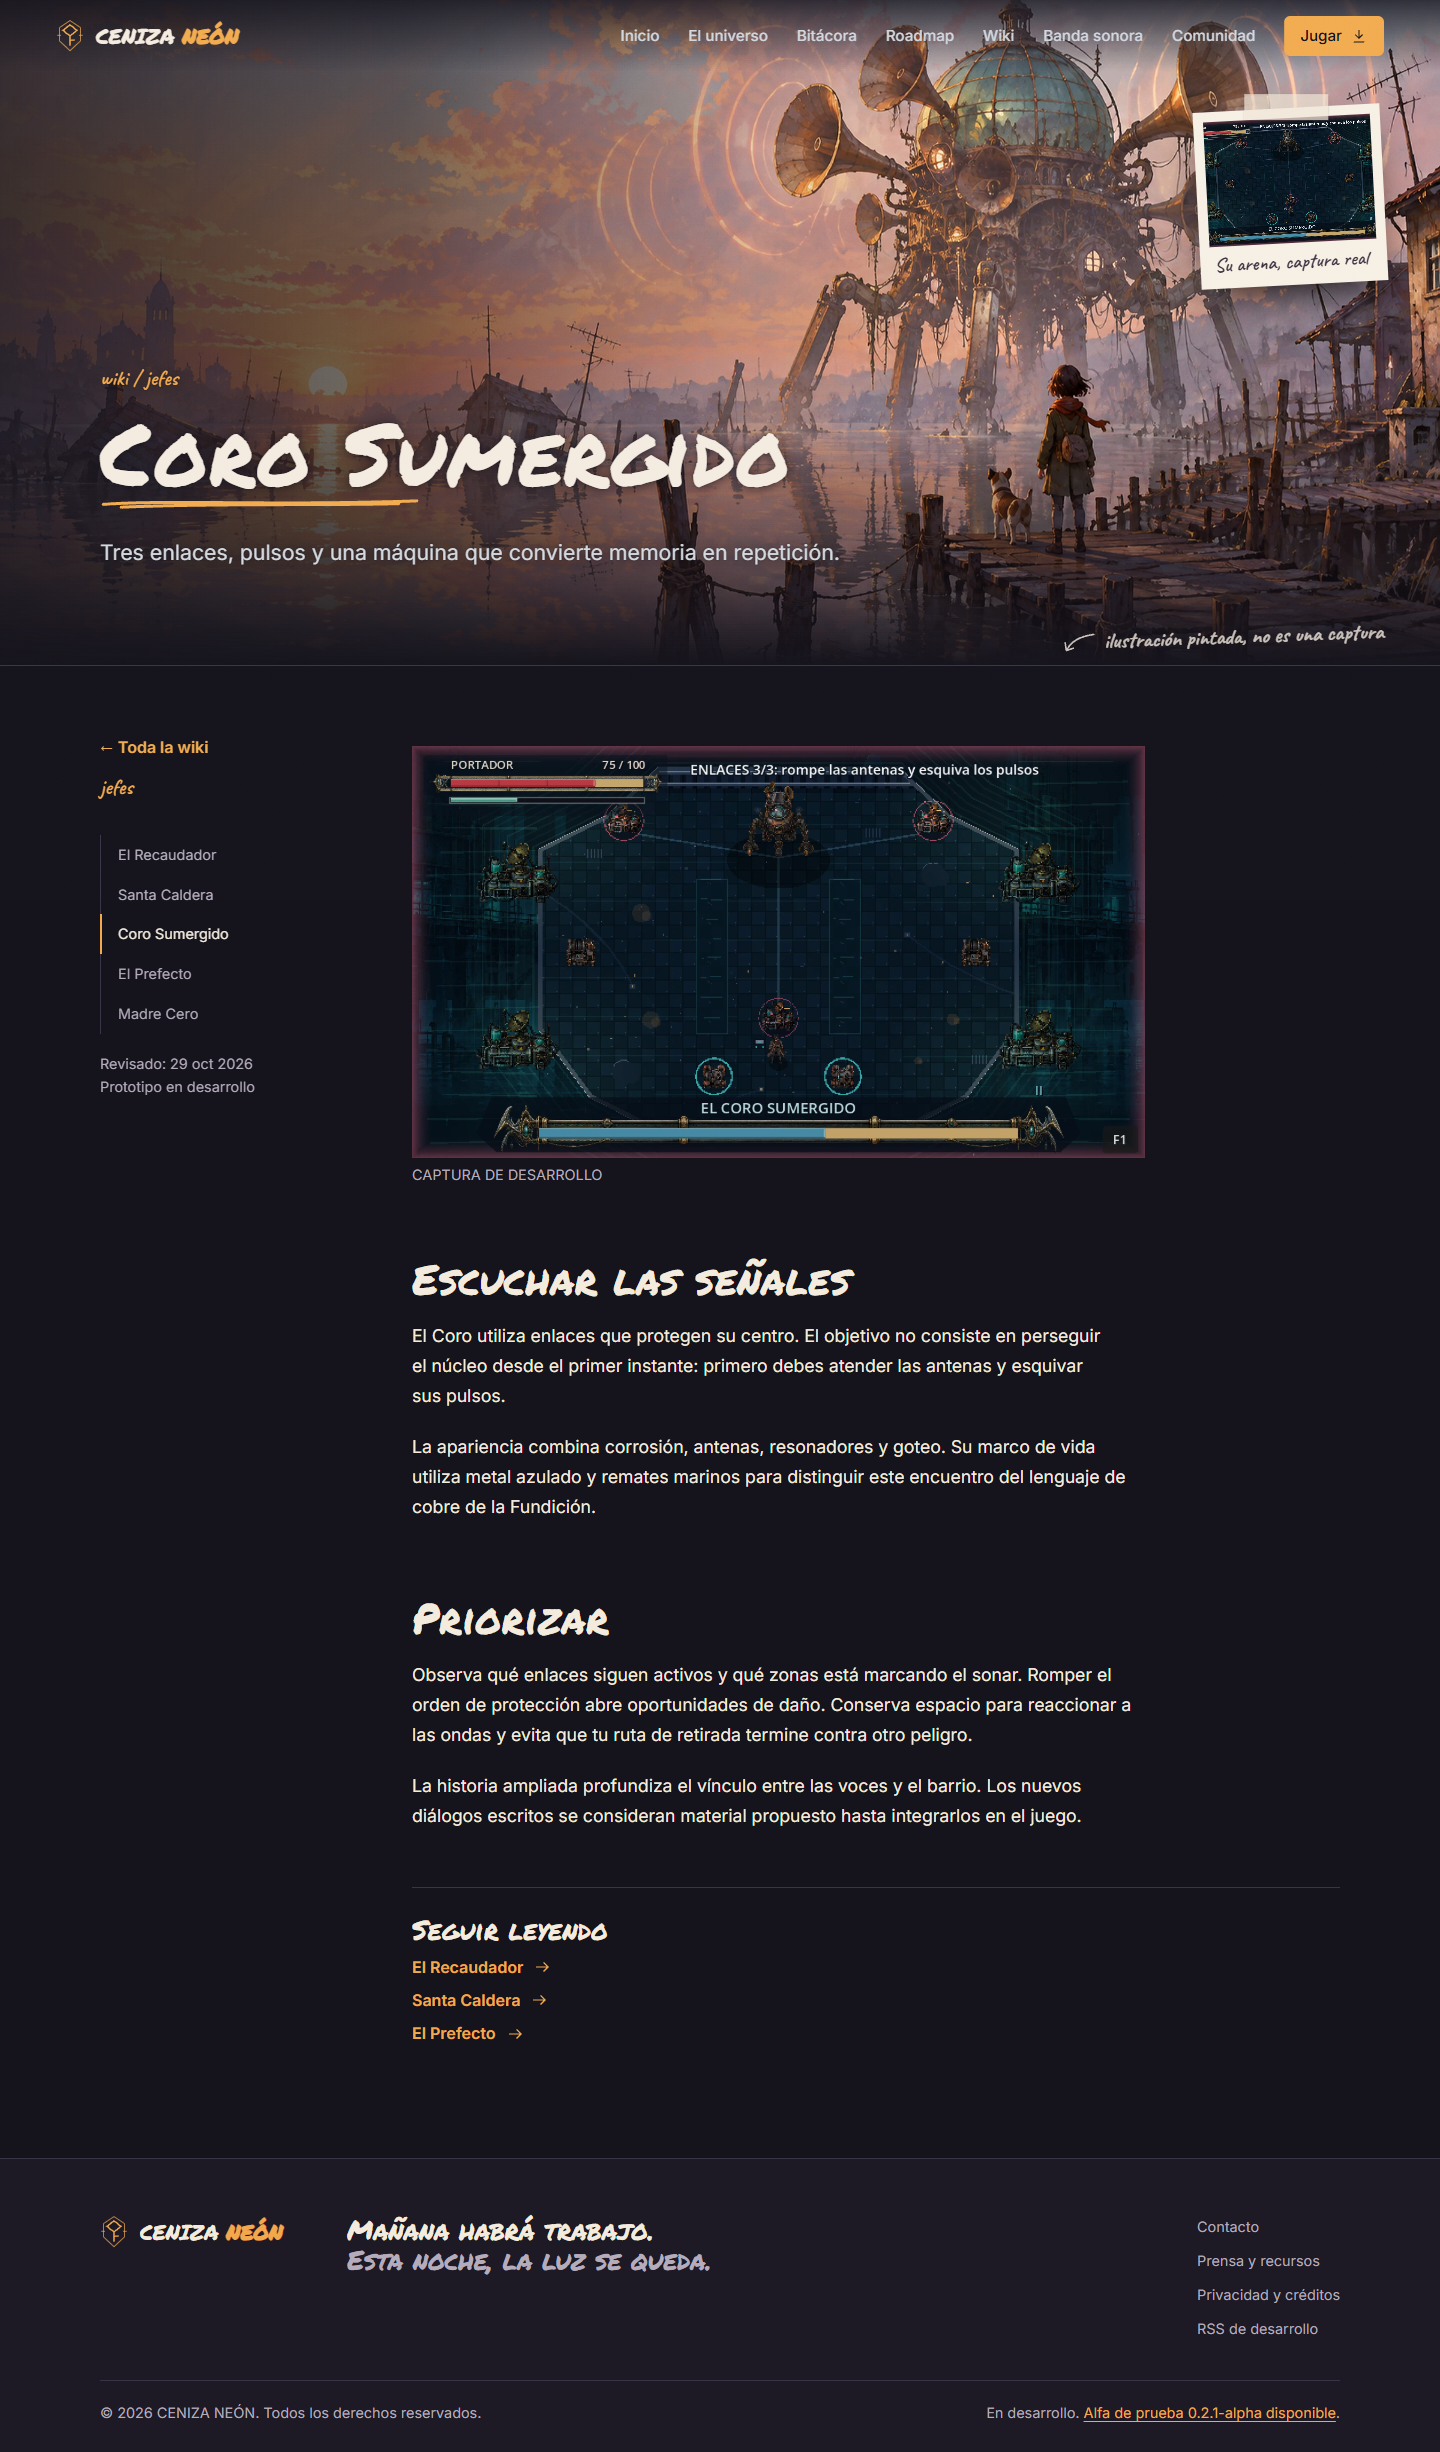 CENIZA NEÓN
Inicio
El universo
Bitácora
Roadmap
Wiki
Banda sonora
Comunidad
Jugar
Su arena, captura real
wiki / jefes
CORO SUMERGIDO
Tres enlaces, pulsos y una máquina que convierte memoria en repetición.
ilustración pintada, no es una captura
← Toda la wiki
jefes
El Recaudador
Santa Caldera
Coro Sumergido
El Prefecto
Madre Cero
Revisado: 29 oct 2026
Prototipo en desarrollo
PORTADOR 75 / 100
ENLACES 3/3: rompe las antenas y esquiva los pulsos
EL CORO SUMERGIDO
F1
CAPTURA DE DESARROLLO
ESCUCHAR LAS SEÑALES
El Coro utiliza enlaces que protegen su centro. El objetivo no consiste en perseguir
el núcleo desde el primer instante: primero debes atender las antenas y esquivar
sus pulsos.
La apariencia combina corrosión, antenas, resonadores y goteo. Su marco de vida
utiliza metal azulado y remates marinos para distinguir este encuentro del lenguaje de
cobre de la Fundición.
PRIORIZAR
Observa qué enlaces siguen activos y qué zonas está marcando el sonar. Romper el
orden de protección abre oportunidades de daño. Conserva espacio para reaccionar a
las ondas y evita que tu ruta de retirada termine contra otro peligro.
La historia ampliada profundiza el vínculo entre las voces y el barrio. Los nuevos
diálogos escritos se consideran material propuesto hasta integrarlos en el juego.
SEGUIR LEYENDO
El Recaudador →
Santa Caldera →
El Prefecto →
CENIZA NEÓN
MAÑANA HABRÁ TRABAJO.
ESTA NOCHE, LA LUZ SE QUEDA.
Contacto
Prensa y recursos
Privacidad y créditos
RSS de desarrollo
© 2026 CENIZA NEÓN. Todos los derechos reservados.
En desarrollo. Alfa de prueba 0.2.1-alpha disponible.